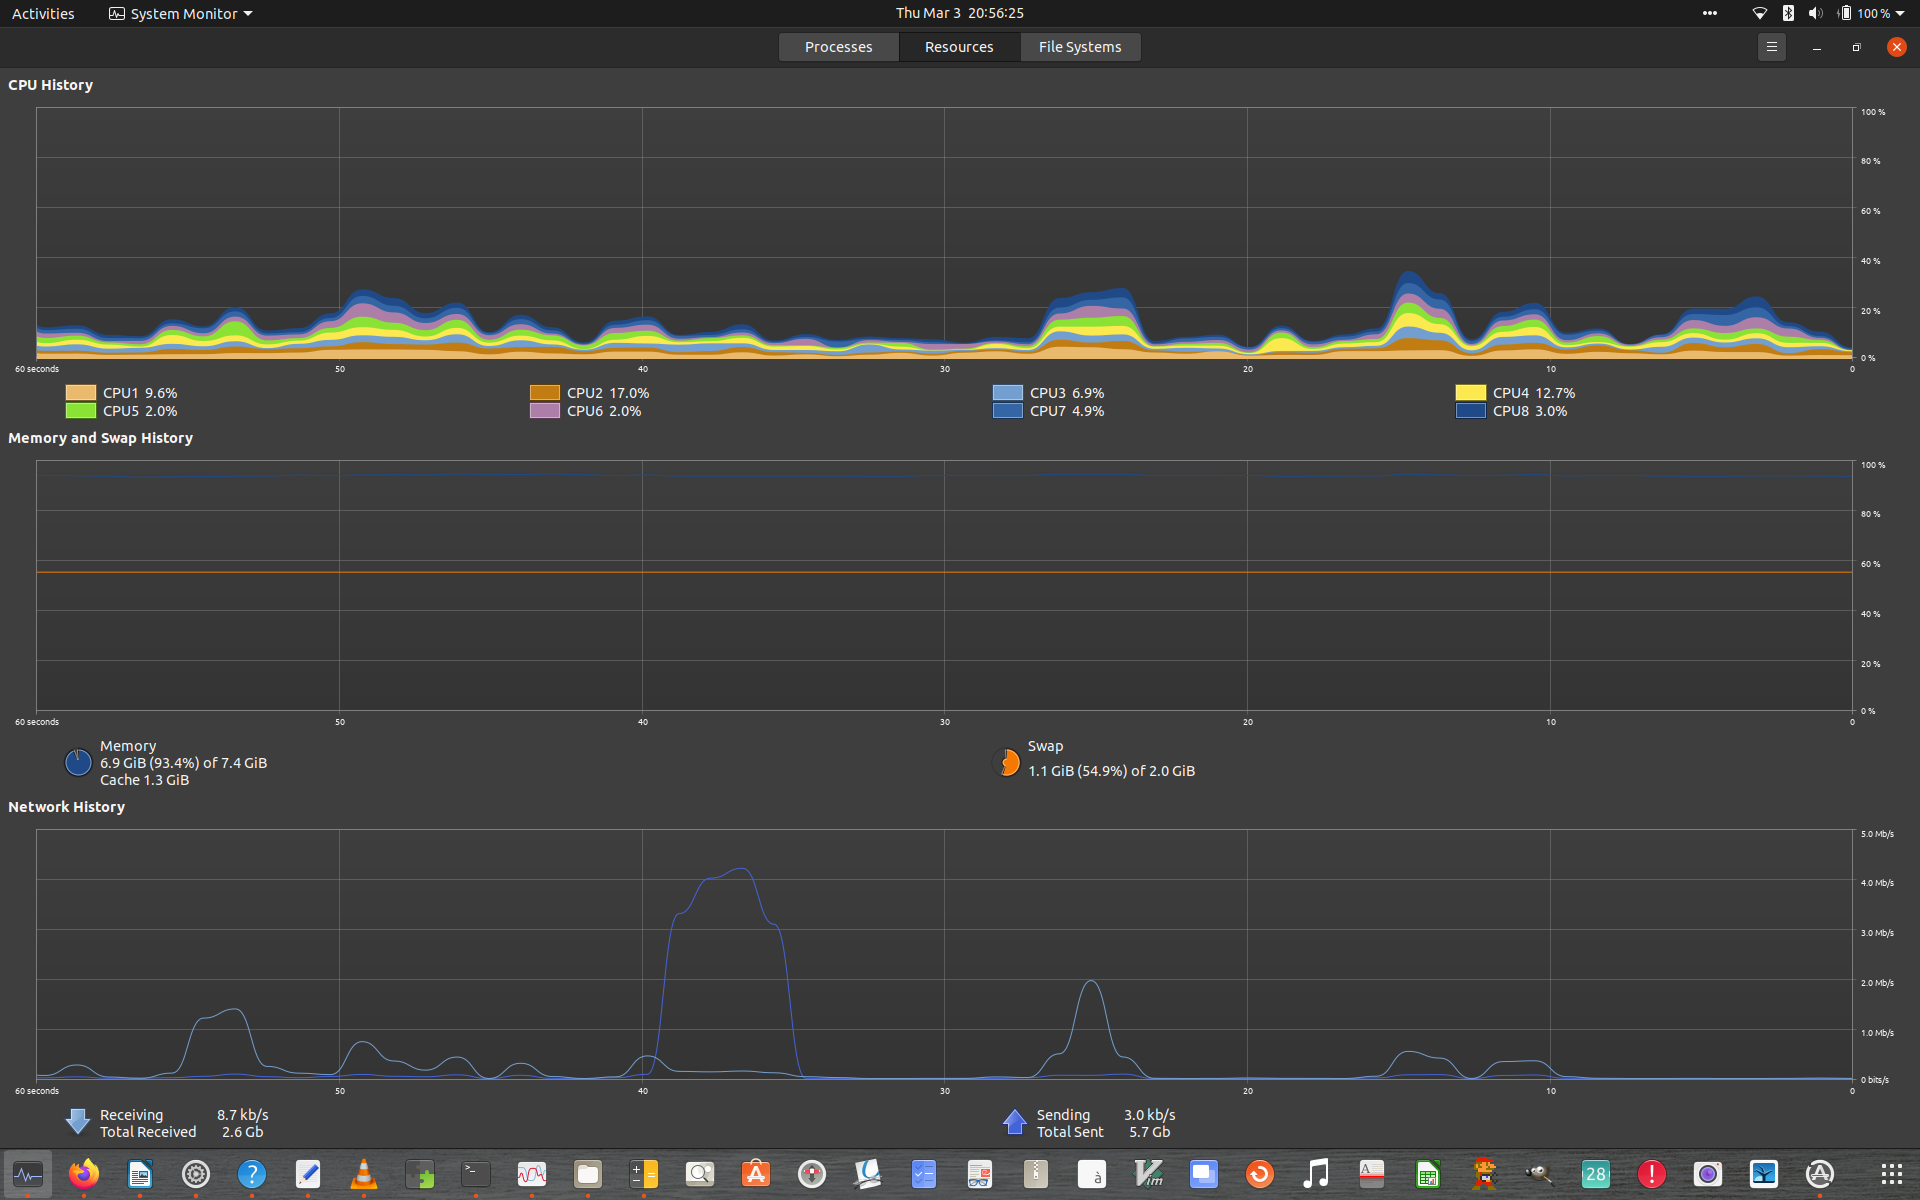 Activities
System Monitor
Thu Mar 3 20:56:25
100 %
Processes
Resources
File Systems
CPU History
100 %
80 %
60 %
40 %
20 %
0 %
60 seconds 50 40 30 20 10 0
CPU1 9.6% CPU2 17.0% CPU3 6.9% CPU4 12.7%
CPU5 2.0% CPU6 2.0% CPU7 4.9% CPU8 3.0%
Memory and Swap History
100 %
80 %
60 %
40 %
20 %
0 %
60 seconds 50 40 30 20 10 0
Memory
6.9 GiB (93.4%) of 7.4 GiB
Cache 1.3 GiB
Swap
1.1 GiB (54.9%) of 2.0 GiB
Network History
5.0 Mb/s
4.0 Mb/s
3.0 Mb/s
2.0 Mb/s
1.0 Mb/s
0 bits/s
60 seconds 50 40 30 20 10 0
Receiving 8.7 kb/s
Total Received 2.6 Gb
Sending 3.0 kb/s
Total Sent 5.7 Gb
?
>_
à
Vim
A
28
!